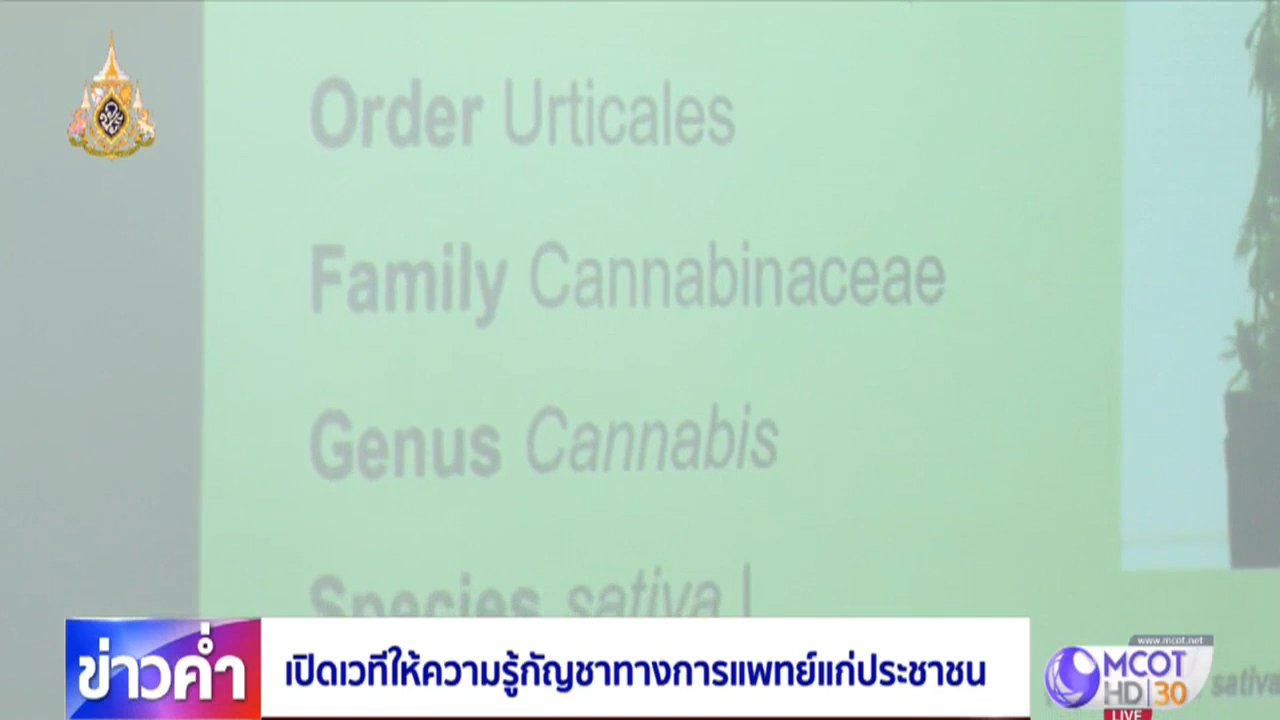 Order Urticales
Family Cannabinaceae
Genus Cannabis
Species sativa L
ข่าวค่ำ
เปิดเวทีให้ความรู้กัญชาทางการแพทย์แก่ประชาชน
www.mcot.net
MCOT
HD 30
LIVE
sativa